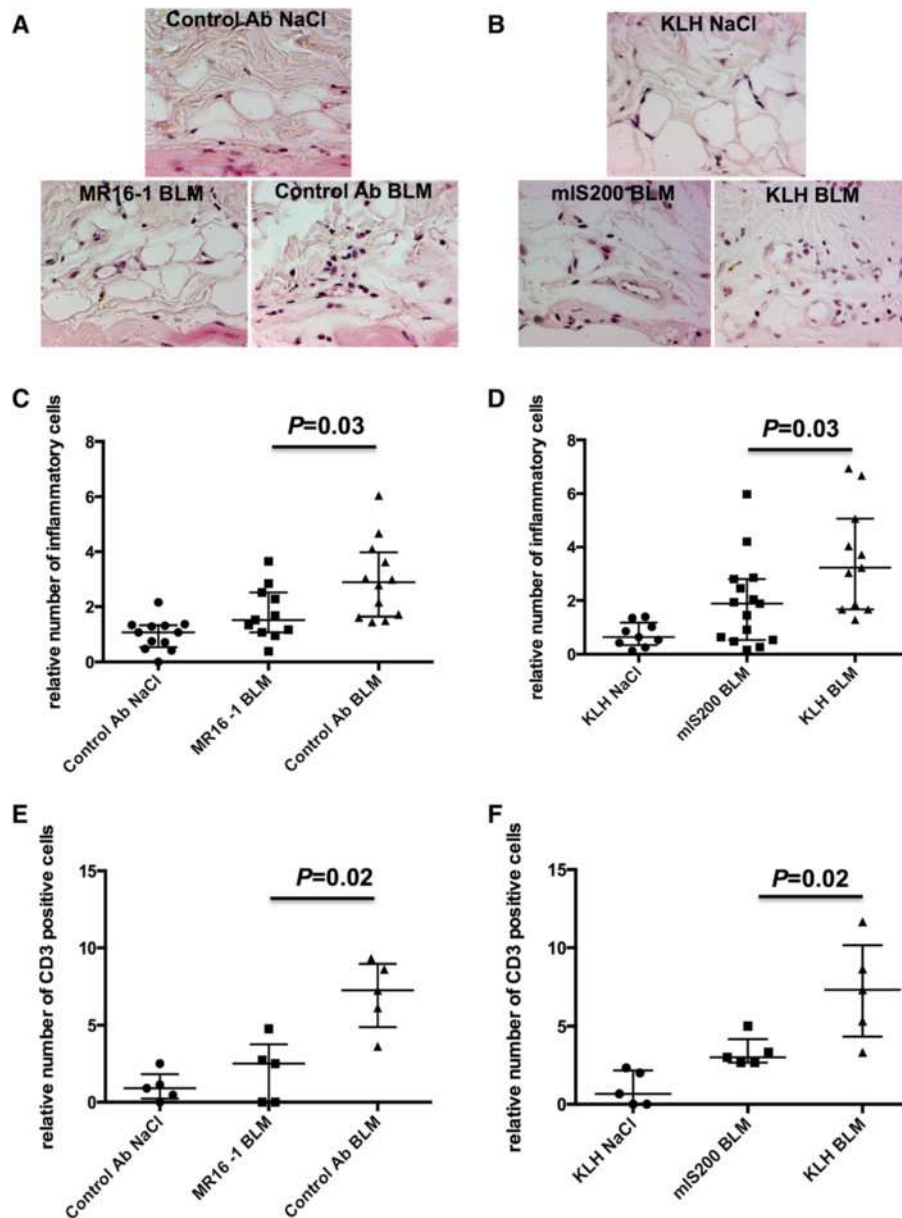 A
Control Ab NaCl
MR16-1 BLM
Control Ab BLM
B
KLH NaCl
mIS200 BLM
KLH BLM
C
relative number of inflammatory cells
8
6
4
2
0
P=0.03
Control Ab NaCl
MR16 -1 BLM
Control Ab BLM
D
relative number of inflammatory cells
8
6
4
2
0
P=0.03
KLH NaCl
mIS200 BLM
KLH BLM
E
relative number of CD3 positive cells
15
10
5
0
P=0.02
Control Ab NaCl
MR16 -1 BLM
Control Ab BLM
F
relative number of CD3 positive cells
15
10
5
0
P=0.02
KLH NaCl
mIS200 BLM
KLH BLM